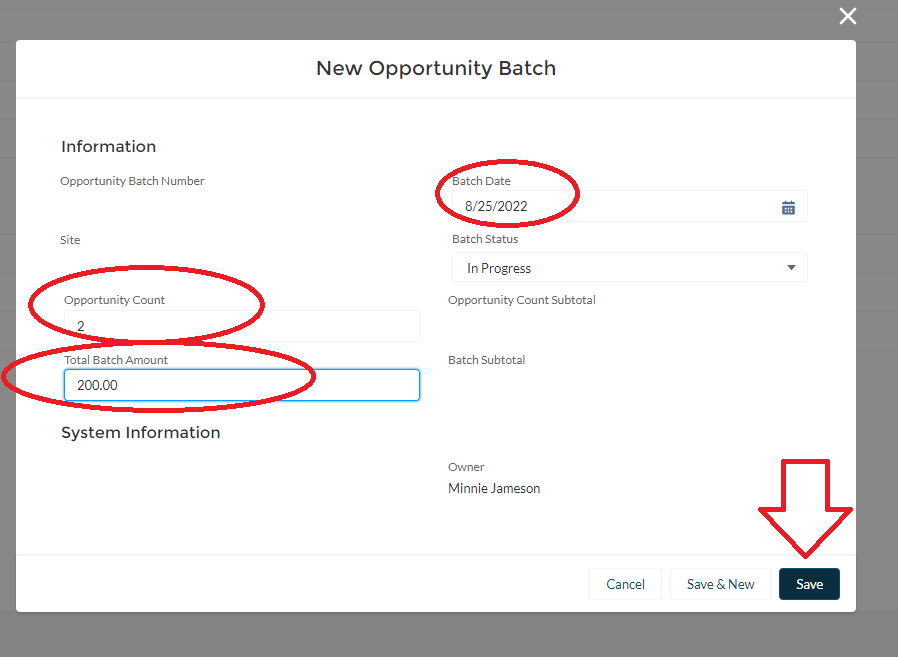 New Opportunity Batch
Information
Opportunity Batch Number
Batch Date
8/25/2022
Site
Batch Status
In Progress
Opportunity Count
2
Opportunity Count Subtotal
Total Batch Amount
200.00
Batch Subtotal
System Information
Owner
Minnie Jameson
Cancel
Save & New
Save